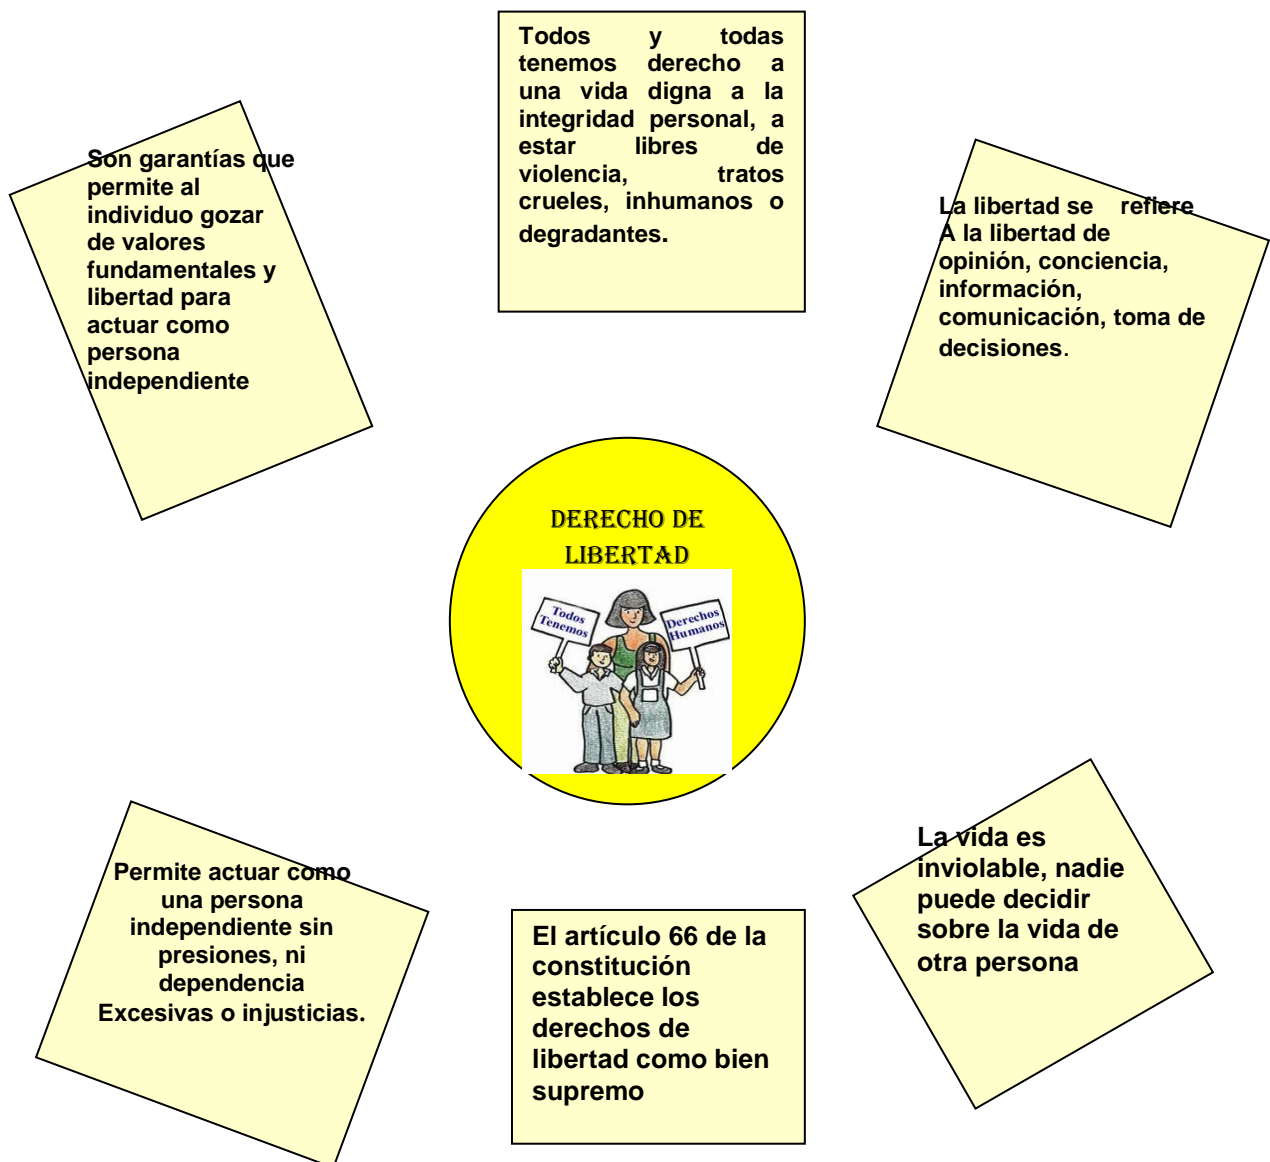 Todos y todas
tenemos derecho a
una vida digna a la
integridad personal, a
estar libres de
violencia, tratos
crueles, inhumanos o
degradantes.
Son garantías que
permite al
individuo gozar
de valores
fundamentales y
libertad para
actuar como
persona
independiente
La libertad se refiere
A la libertad de
opinión, conciencia,
información,
comunicación, toma de
decisiones.
DERECHO DE
LIBERTAD
Todos
Tenemos
Derechos
Humanos
Permite actuar como
una persona
independiente sin
presiones, ni
dependencia
Excesivas o injusticias.
El artículo 66 de la
constitución
establece los
derechos de
libertad como bien
supremo
La vida es
inviolable, nadie
puede decidir
sobre la vida de
otra persona